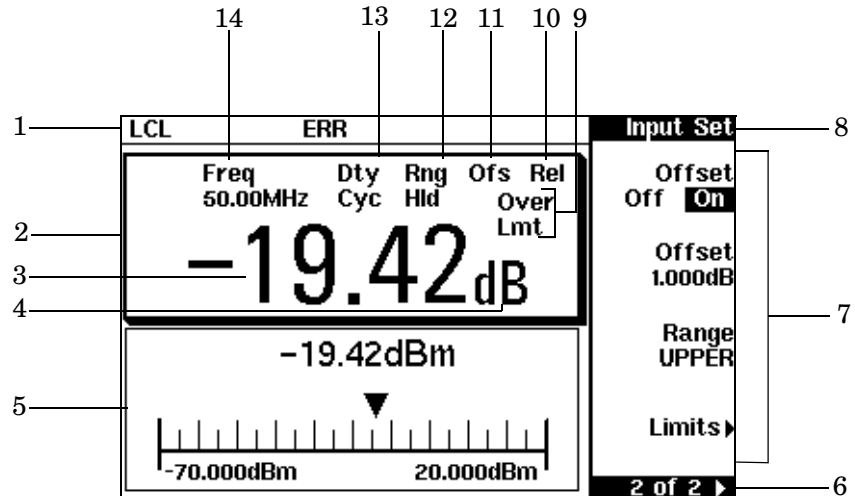 14 13 12 11 10 9
1 LCL ERR Input Set 8
Freq Dty Rng Ofs Rel Offset
50.00MHz Cyc Hld Over Off On
2 Lmt
3 -19.42 Offset
4 dB 1.000dB
7
Range
-19.42dBm UPPER
5
Limits
-70.000dBm 20.000dBm
2 of 2 6